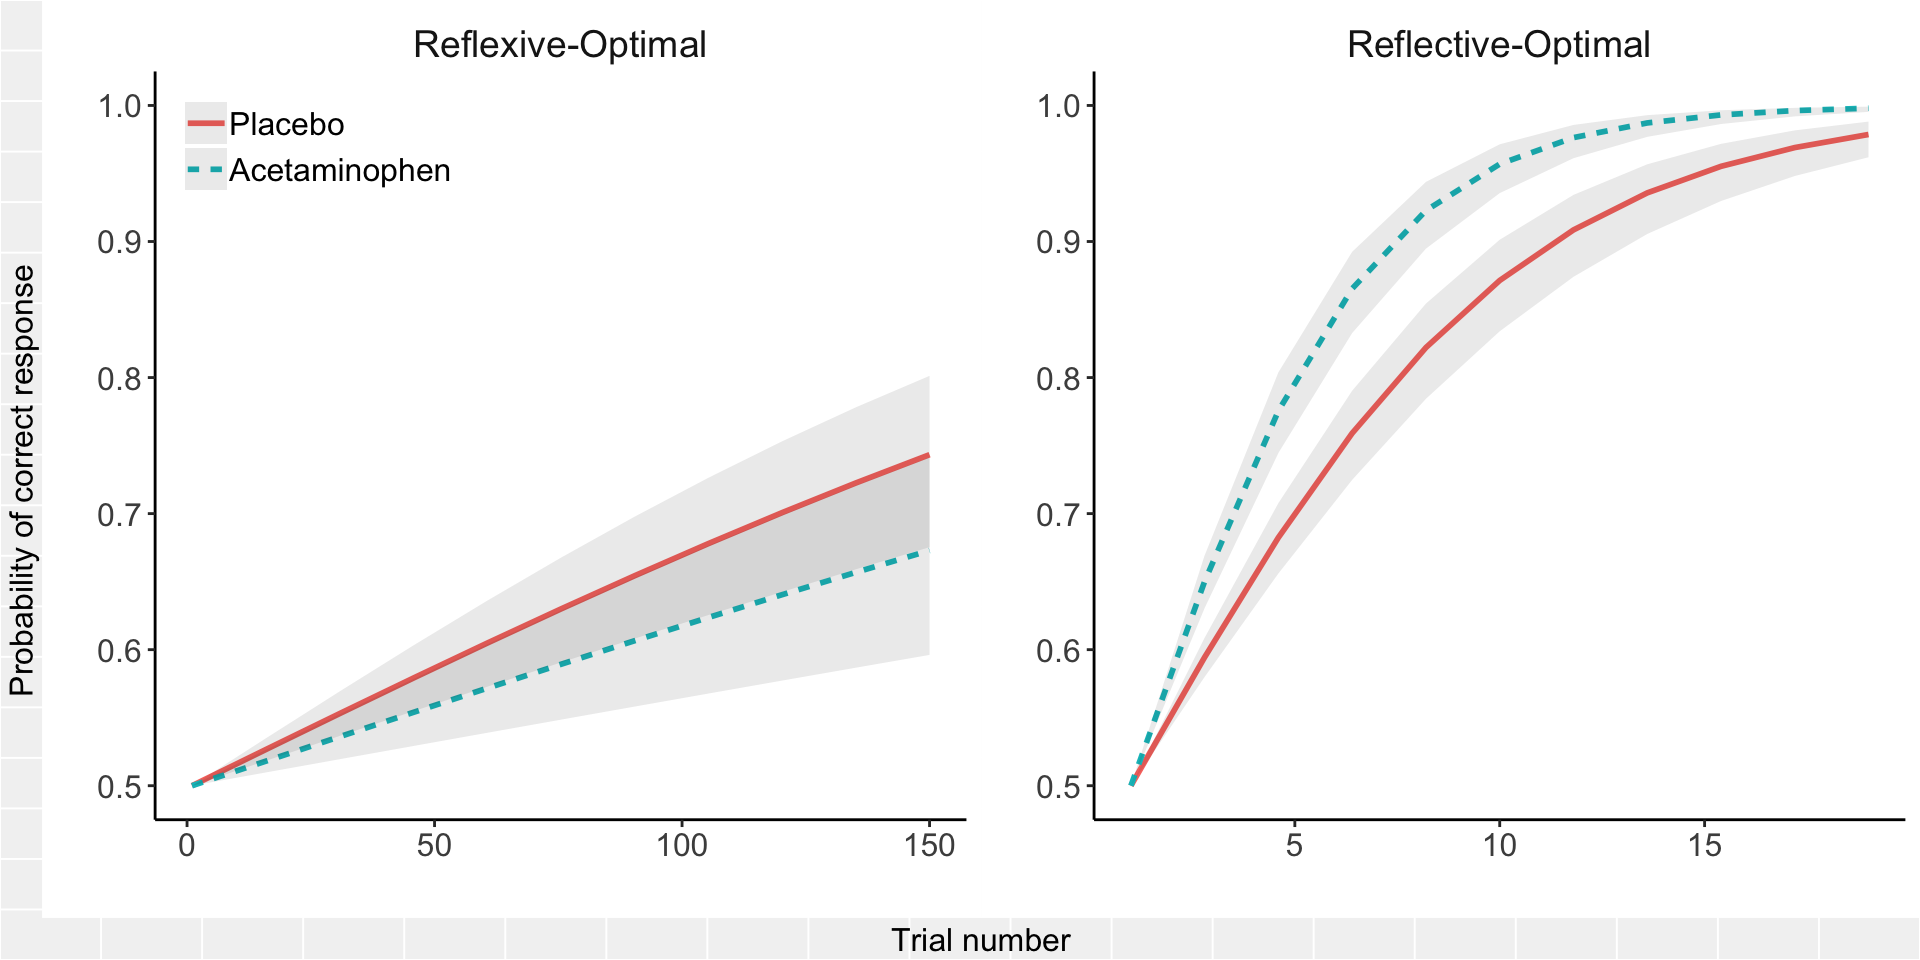 Reflexive-Optimal
Reflective-Optimal
Placebo
Acetaminophen
Probability of correct response
1.0
0.9
0.8
0.7
0.6
0.5
0 50 100 150
1.0
0.9
0.8
0.7
0.6
0.5
5 10 15
Trial number